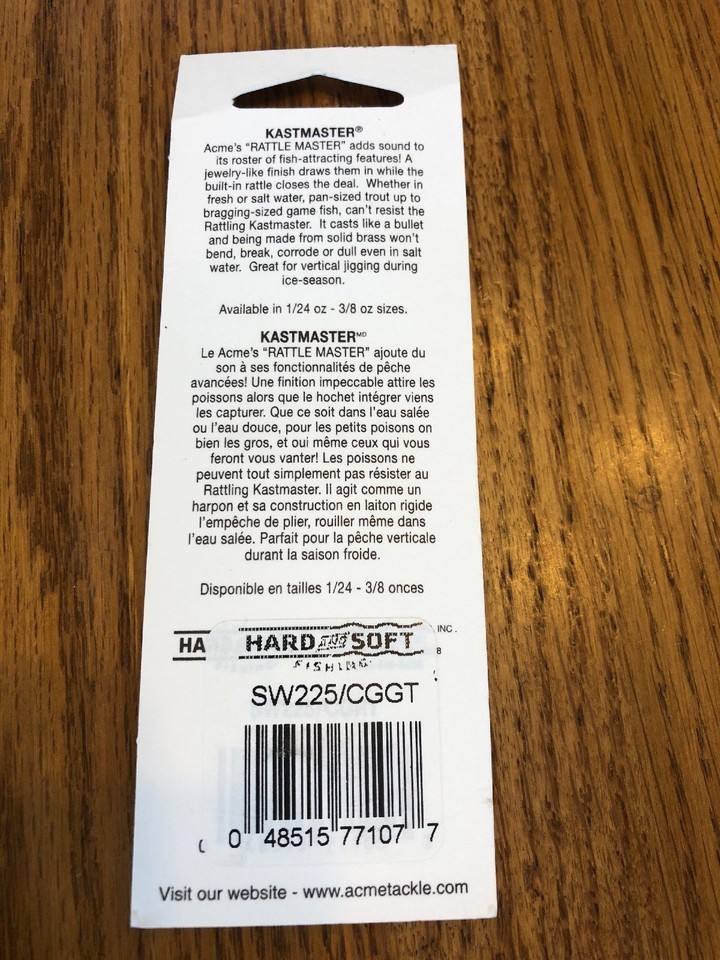 KASTMASTER®
Acme's "RATTLE MASTER" adds sound to
its roster of fish-attracting features! A
jewelry-like finish draws them in while the
built-in rattle closes the deal. Whether in
fresh or salt water, pan-sized trout up to
bragging-sized game fish, can't resist the
Rattling Kastmaster. It casts like a bullet
and being made from solid brass won't
bend, break, corrode or dull even in salt
water. Great for vertical jigging during
ice-season.
Available in 1/24 oz - 3/8 oz sizes.
KASTMASTERᴹᴰ
Le Acme's "RATTLE MASTER" ajoute du
son à ses fonctionnalités de pêche
avancées! Une finition impeccable attire les
poissons alors que le hochet intégrer viens
les capturer. Que ce soit dans l'eau salée
ou l'eau douce, pour les petits poisons on
bien les gros, et oui même ceux qui vous
feront vous vanter! Les poissons ne
peuvent tout simplement pas résister au
Rattling Kastmaster. Il agit comme un
harpon et sa construction en laiton rigide
l'empêche de plier, rouiller même dans
l'eau salée. Parfait pour la pêche verticale
durant la saison froide.
Disponible en tailles 1/24 - 3/8 onces
HA HARD AND SOFT INC.
FISHING 8
SW225/CGGT
0 48515 77107 7
Visit our website - www.acmetackle.com